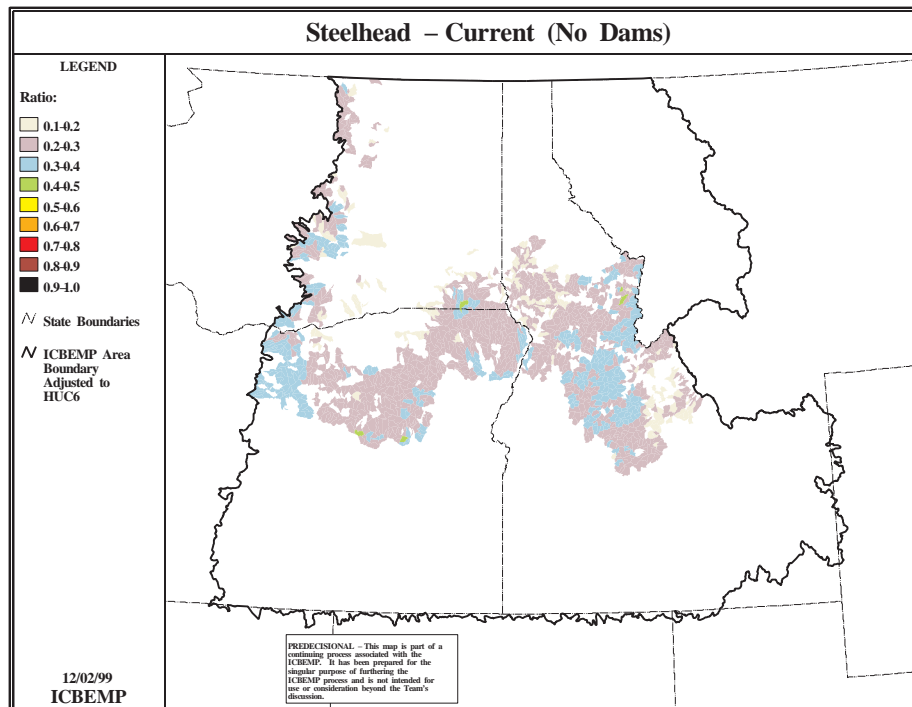 Steelhead – Current (No Dams)
LEGEND
Ratio:
0.1-0.2
0.2-0.3
0.3-0.4
0.4-0.5
0.5-0.6
0.6-0.7
0.7-0.8
0.8-0.9
0.9-1.0
State Boundaries
ICBEMP Area
Boundary
Adjusted to
HUC6
PREDECISIONAL – This map is part of a
continuing process associated with the
ICBEMP. It has been prepared for the
singular purpose of furthering the
ICBEMP process and is not intended for
use or consideration beyond the Team's
discussion.
12/02/99
ICBEMP